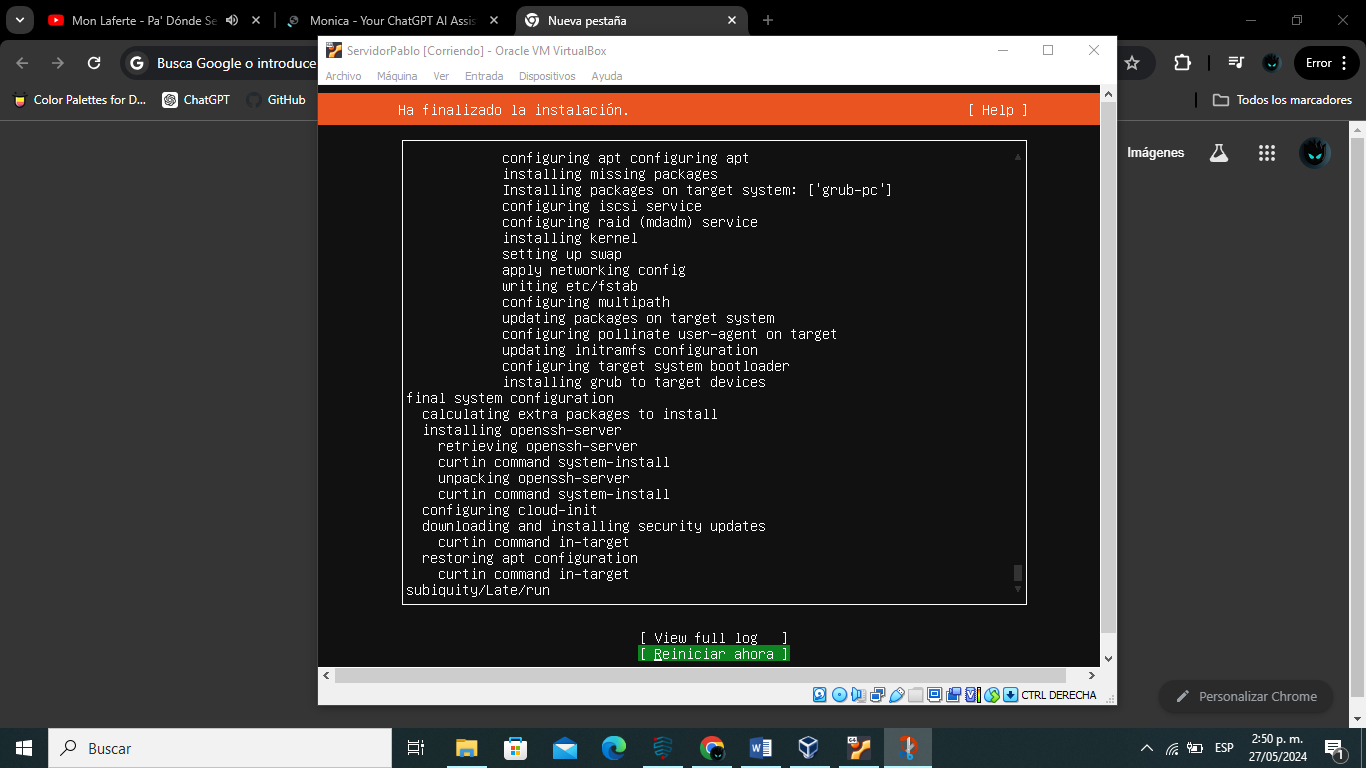 Mon Laferte - Pa' Dónde Se
Monica - Your ChatGPT AI Assis
Nueva pestaña
ServidorPablo [Corriendo] - Oracle VM VirtualBox
Busca Google o introduce
Error
Archivo Máquina Ver Entrada Dispositivos Ayuda
Color Palettes for D...
ChatGPT
GitHub
Todos los marcadores
Ha finalizado la instalación. [ Help ]
Imágenes
configuring apt configuring apt
installing missing packages
Installing packages on target system: ['grub-pc']
configuring iscsi service
configuring raid (mdadm) service
installing kernel
setting up swap
apply networking config
writing etc/fstab
configuring multipath
updating packages on target system
configuring pollinate user-agent on target
updating initramfs configuration
configuring target system bootloader
installing grub to target devices
final system configuration
calculating extra packages to install
installing openssh-server
retrieving openssh-server
curtin command system-install
unpacking openssh-server
curtin command system-install
configuring cloud-init
downloading and installing security updates
curtin command in-target
restoring apt configuration
curtin command in-target
subiquity/Late/run
[ View full log ]
[ Reiniciar ahora ]
CTRL DERECHA
Personalizar Chrome
Buscar
ESP
2:50 p. m.
27/05/2024
1